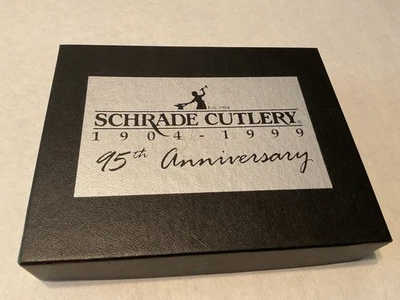 Est. 1904
SCHRADE CUTLERY®
1904-1999
95th Anniversary